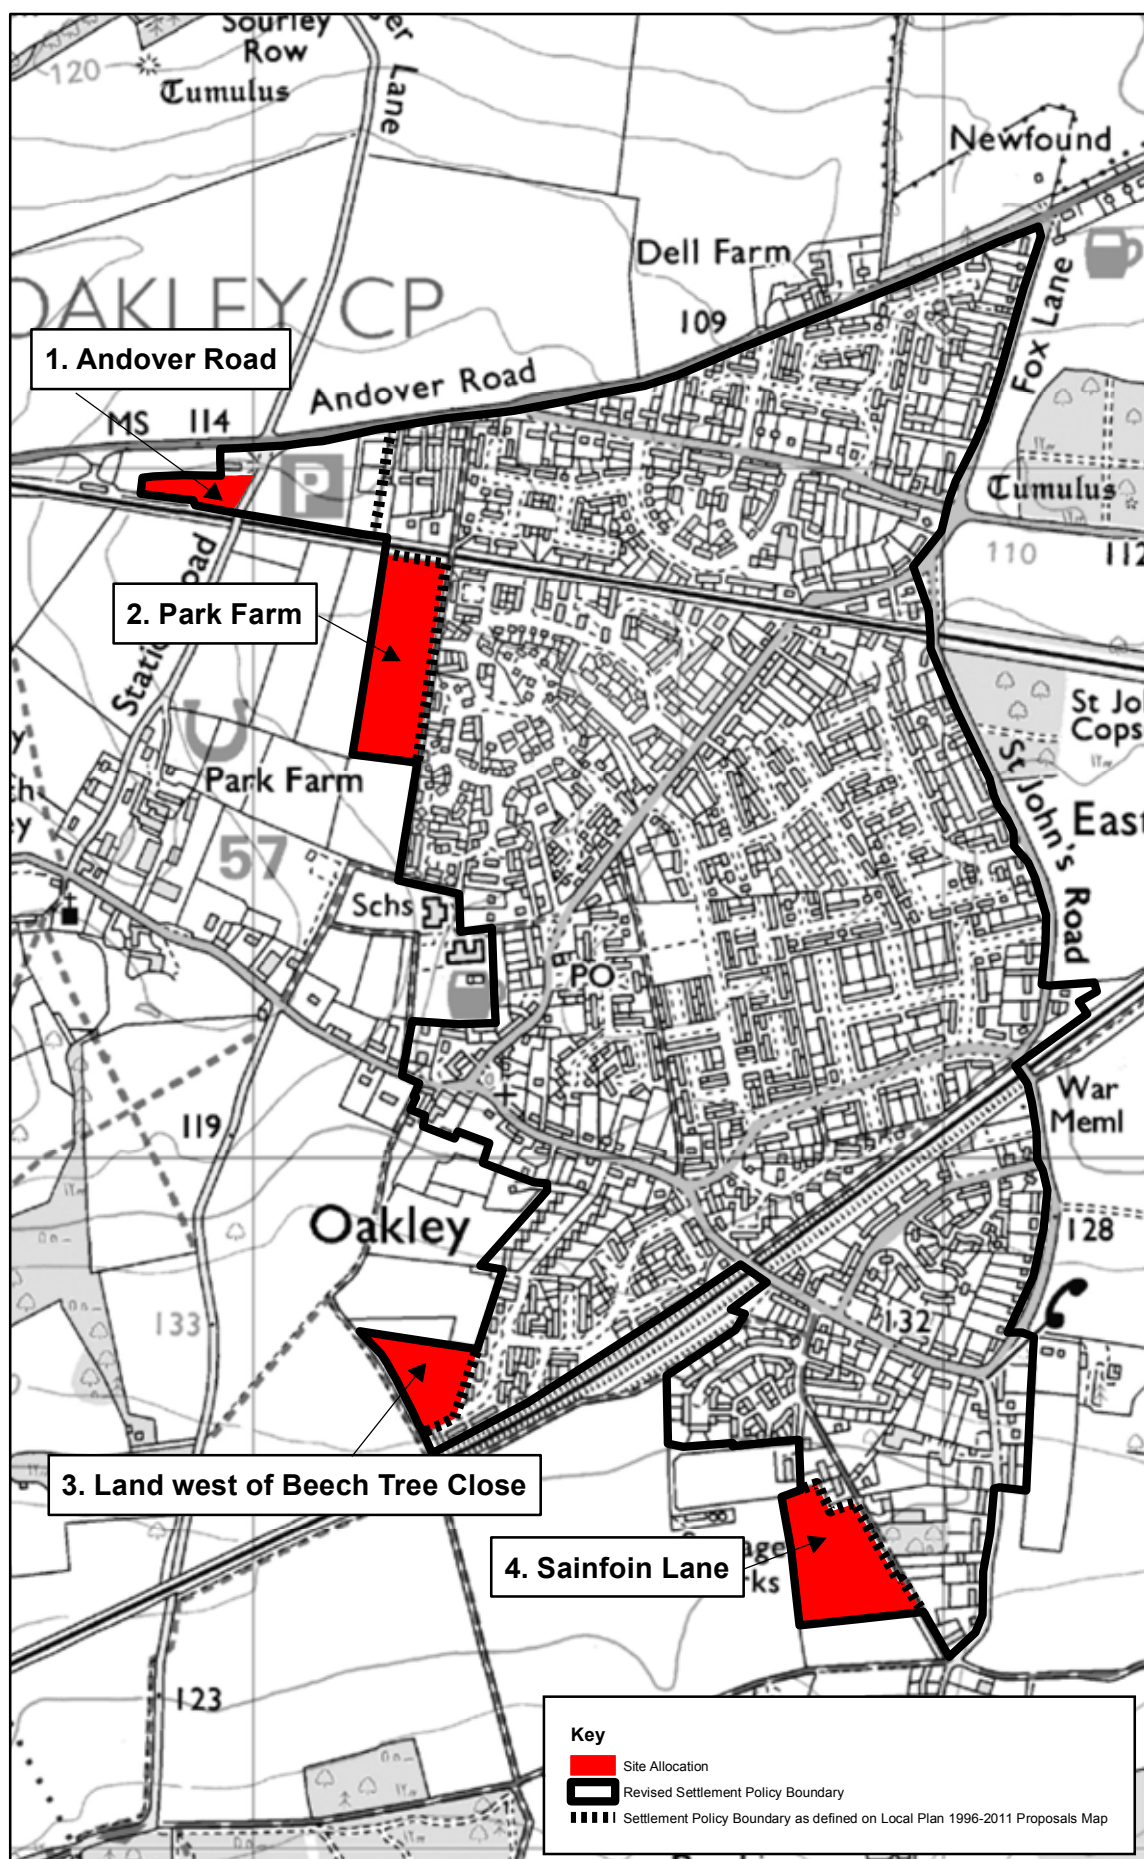 Sourley
Row
120
Tumulus
Lane
Newfound
Dell Farm
OAKLEY CP
109
Fox Lane
1. Andover Road
Andover Road
MS 114
P
Tumulus
110
112
Station Road
2. Park Farm
St John's Road
Park Farm
57
East
Schs
PO
119
War
Meml
Oakley
128
133
132
3. Land west of Beech Tree Close
4. Sainfoin Lane
123
Key
Site Allocation
Revised Settlement Policy Boundary
Settlement Policy Boundary as defined on Local Plan 1996-2011 Proposals Map